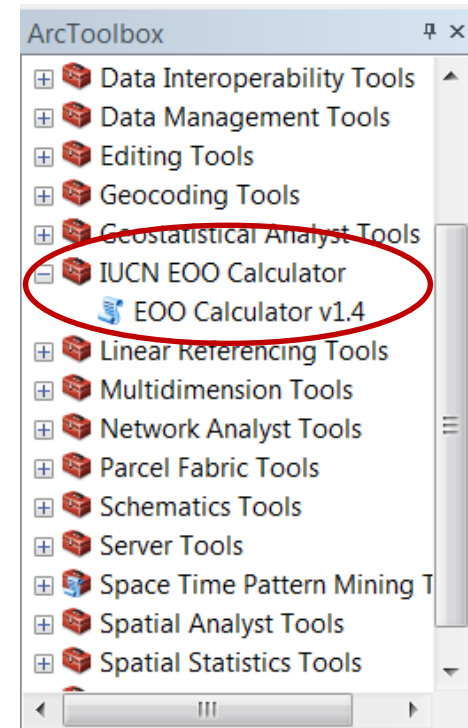 ArcToolbox
Data Interoperability Tools
Data Management Tools
Editing Tools
Geocoding Tools
Geostatistical Analyst Tools
IUCN EOO Calculator
EOO Calculator v1.4
Linear Referencing Tools
Multidimension Tools
Network Analyst Tools
Parcel Fabric Tools
Schematics Tools
Server Tools
Space Time Pattern Mining T
Spatial Analyst Tools
Spatial Statistics Tools